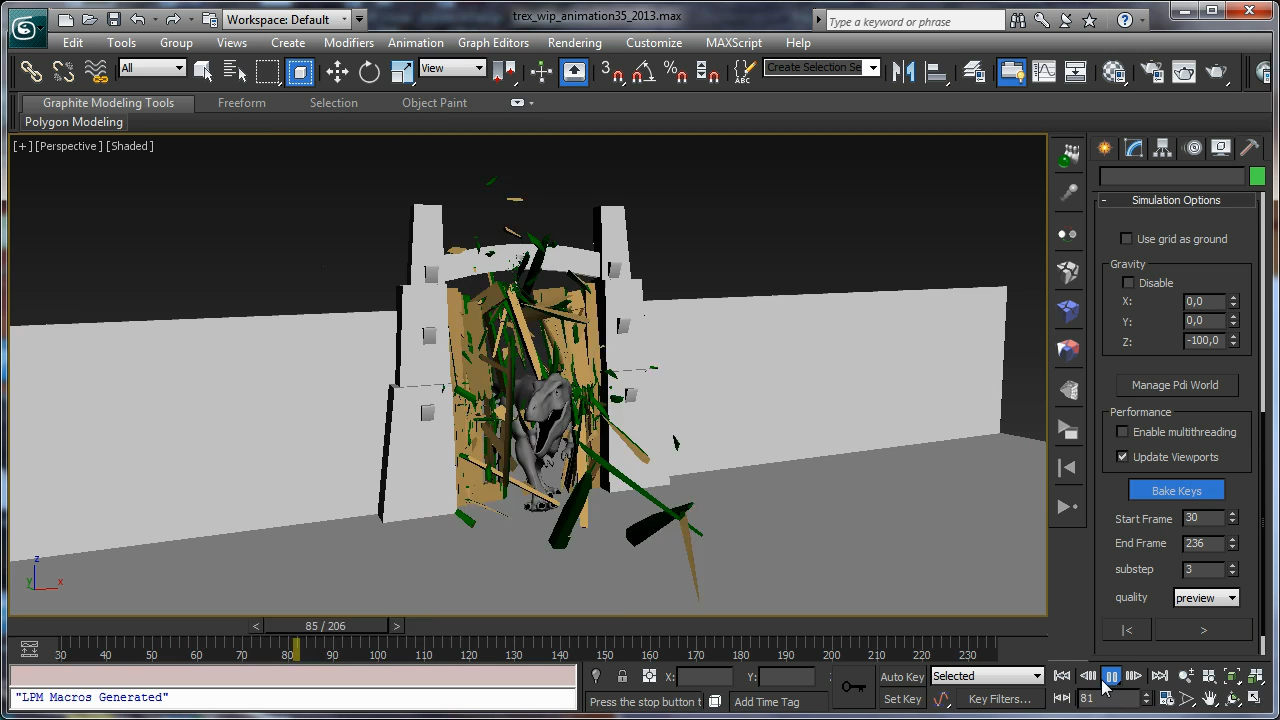 Workspace: Default
trex_wip_animation35_2013.max
Type a keyword or phrase
Edit Tools Group Views Create Modifiers Animation Graph Editors Rendering Customize MAXScript Help
All
View
3
ABC
Create Selection Se
Graphite Modeling Tools Freeform Selection Object Paint
Polygon Modeling
[+] [Perspective] [Shaded]
Simulation Options
Use grid as ground
Gravity
Disable
X: 0,0
Y: 0,0
Z: -100,0
Manage Pdi World
Performance
Enable multithreading
Update Viewports
Bake Keys
Start Frame 30
End Frame 236
substep 3
quality preview
|< >
z
y x
< 85 / 206 >
30 40 50 60 70 80 90 100 110 120 130 140 150 160 170 180 190 200 210 220 230
"LPM Macros Generated"
X: Y:
Auto Key Selected
Press the stop button t Add Time Tag
Set Key Key Filters...
81